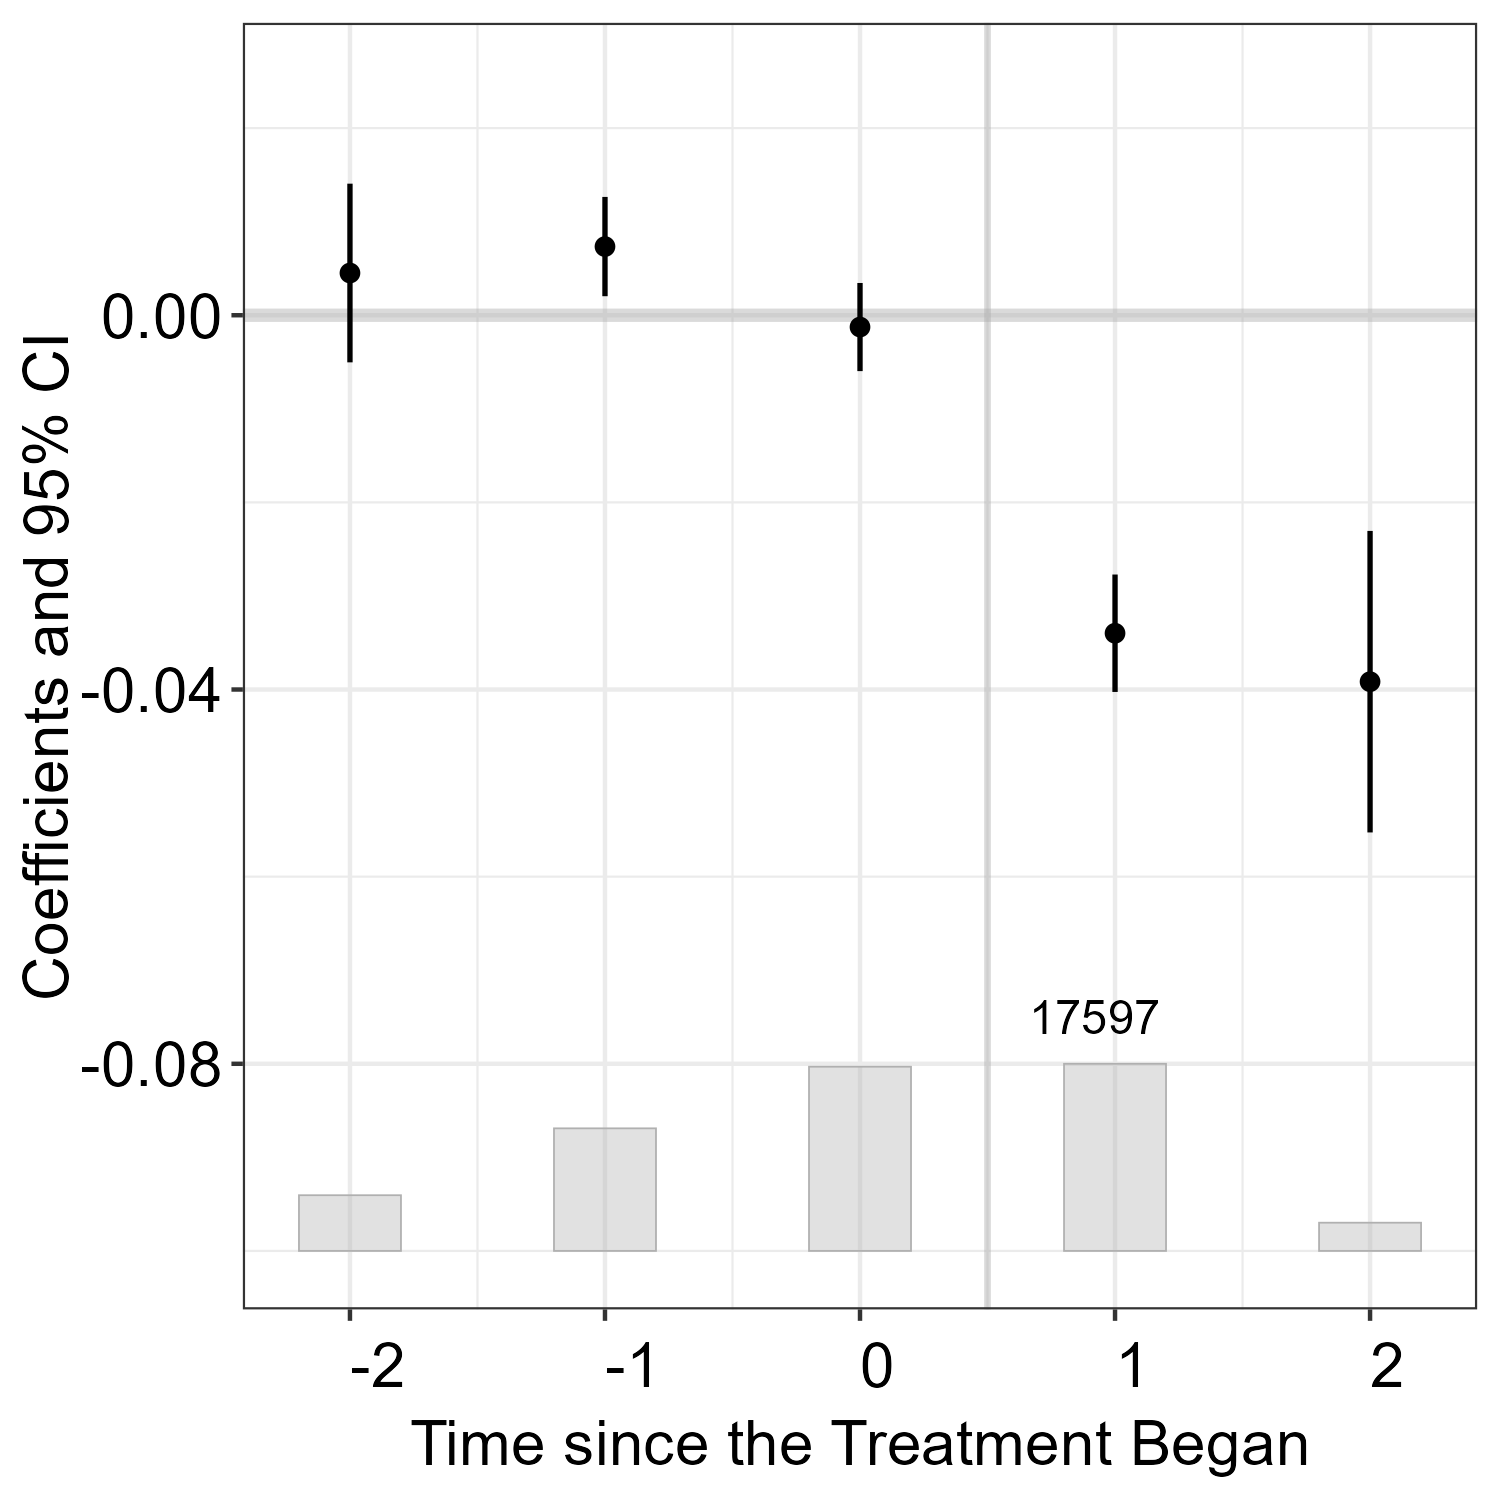 Coefficients and 95% CI
0.00
-0.04
-0.08
17597
-2 -1 0 1 2
Time since the Treatment Began